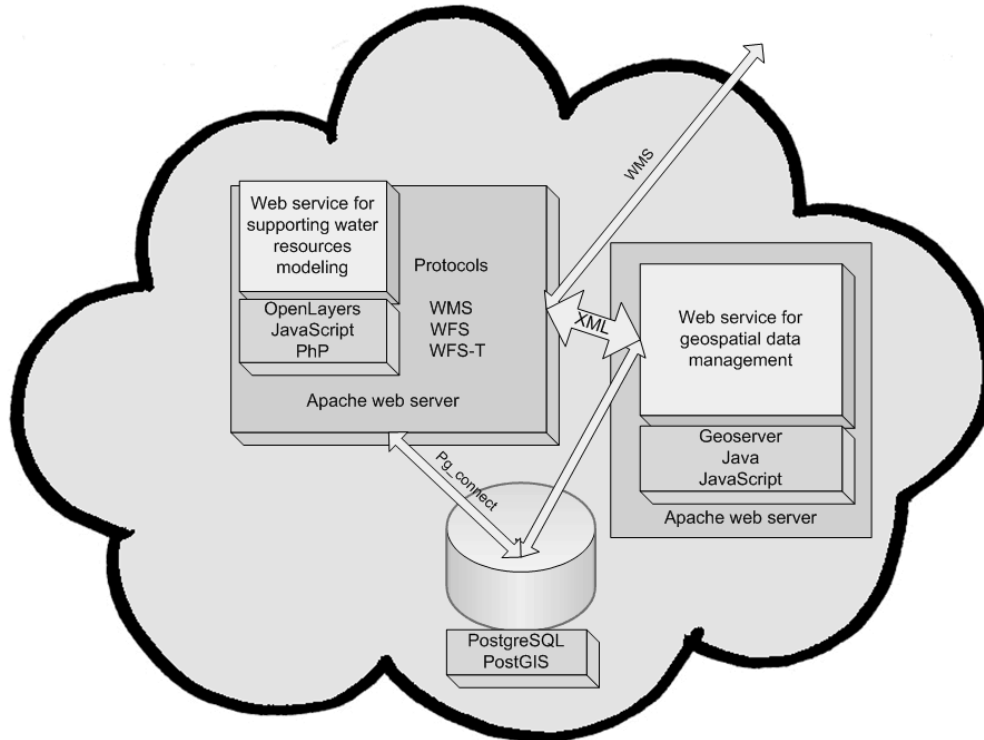 WMS
Web service for
supporting water
resources
modeling
Protocols
OpenLayers
JavaScript
PhP
WMS
WFS
WFS-T
Apache web server
XML
Web service for
geospatial data
management
Geoserver
Java
JavaScript
Apache web server
Pg_connect
PostgreSQL
PostGIS